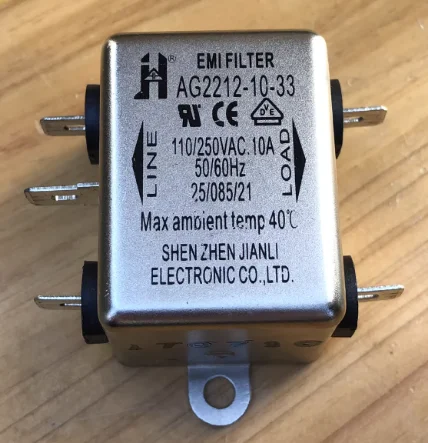 EMI FILTER
AG2212-10-33
110/250VAC.10A
50/60Hz
25/085/21
LINE
LOAD
Max ambient temp 40℃
SHEN ZHEN JIANLI
ELECTRONIC CO.,LTD.